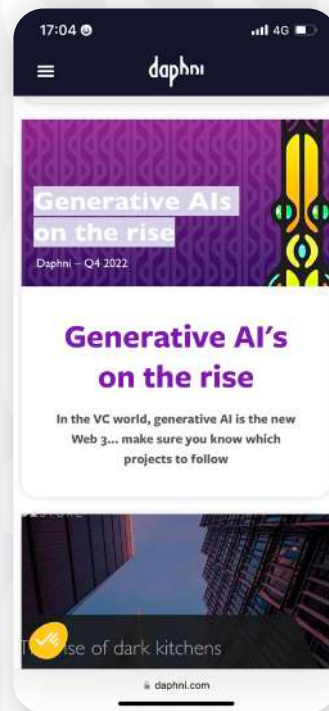 17:04
4G
daphni
Generative AIs
on the rise
Daphni – Q4 2022
Generative AI's
on the rise
In the VC world, generative AI is the new
Web 3... make sure you know which
projects to follow
of dark kitchens
daphni.com